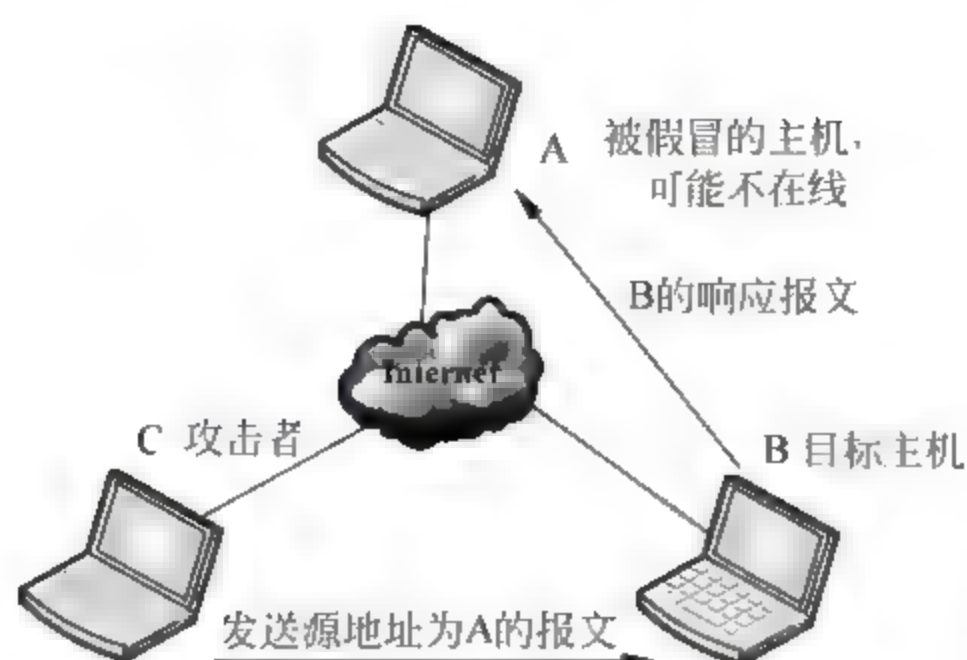 A 被假冒的主机，
可能不在线
B的响应报文
Internet
C 攻击者
B 目标主机
发送源地址为A的报文